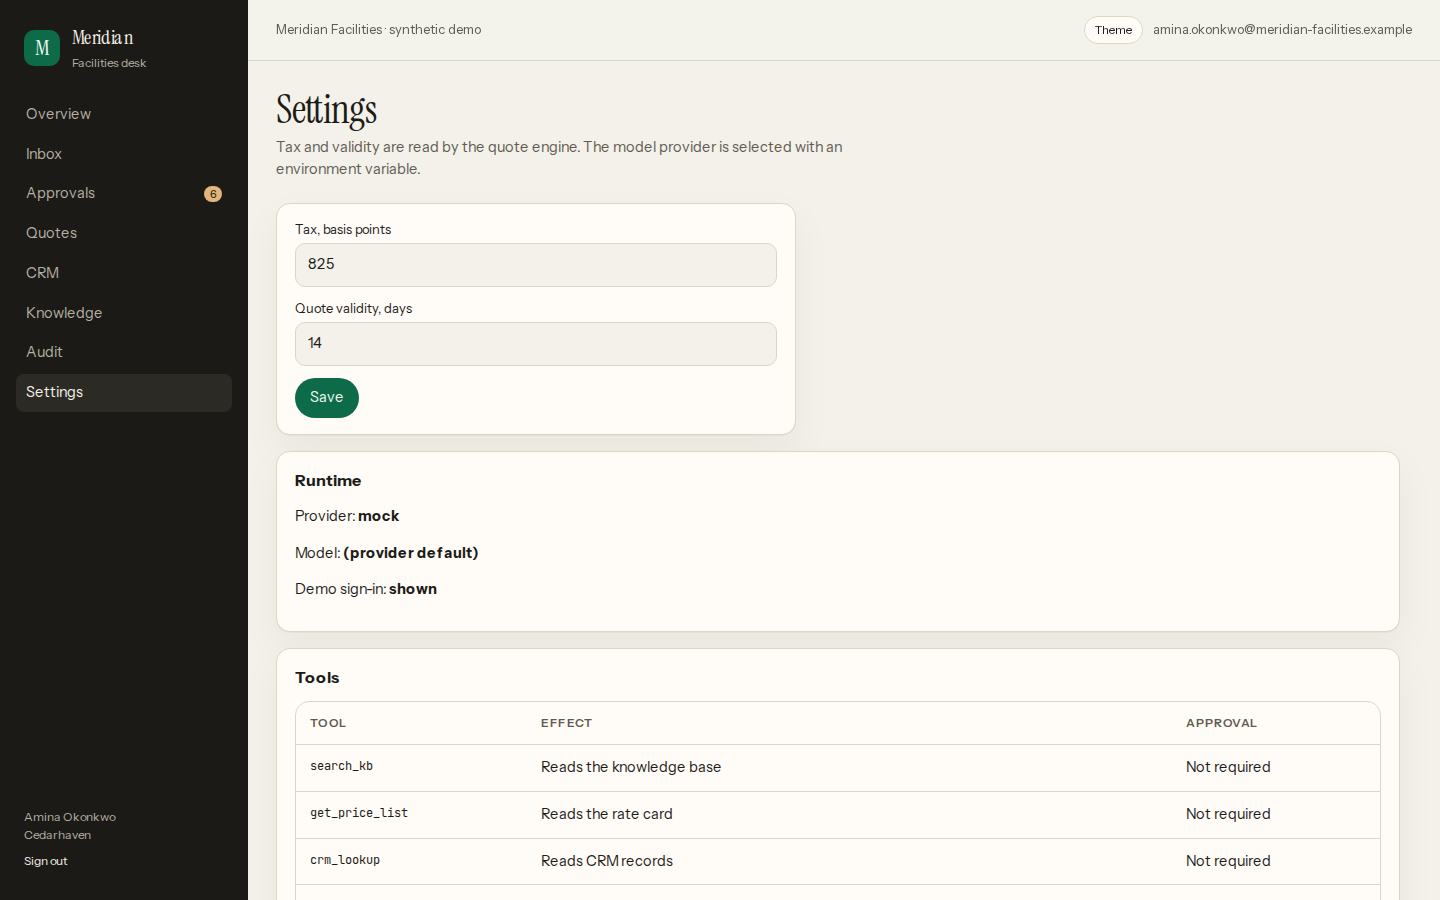 M
Meridian
Facilities desk
Overview
Inbox
Approvals 6
Quotes
CRM
Knowledge
Audit
Settings
Amina Okonkwo
Cedarhaven
Sign out
Meridian Facilities · synthetic demo
Theme
amina.okonkwo@meridian-facilities.example
Settings
Tax and validity are read by the quote engine. The model provider is selected with an
environment variable.
Tax, basis points
825
Quote validity, days
14
Save
Runtime
Provider: mock
Model: (provider default)
Demo sign-in: shown
Tools
TOOL EFFECT APPROVAL
search_kb Reads the knowledge base Not required
get_price_list Reads the rate card Not required
crm_lookup Reads CRM records Not required